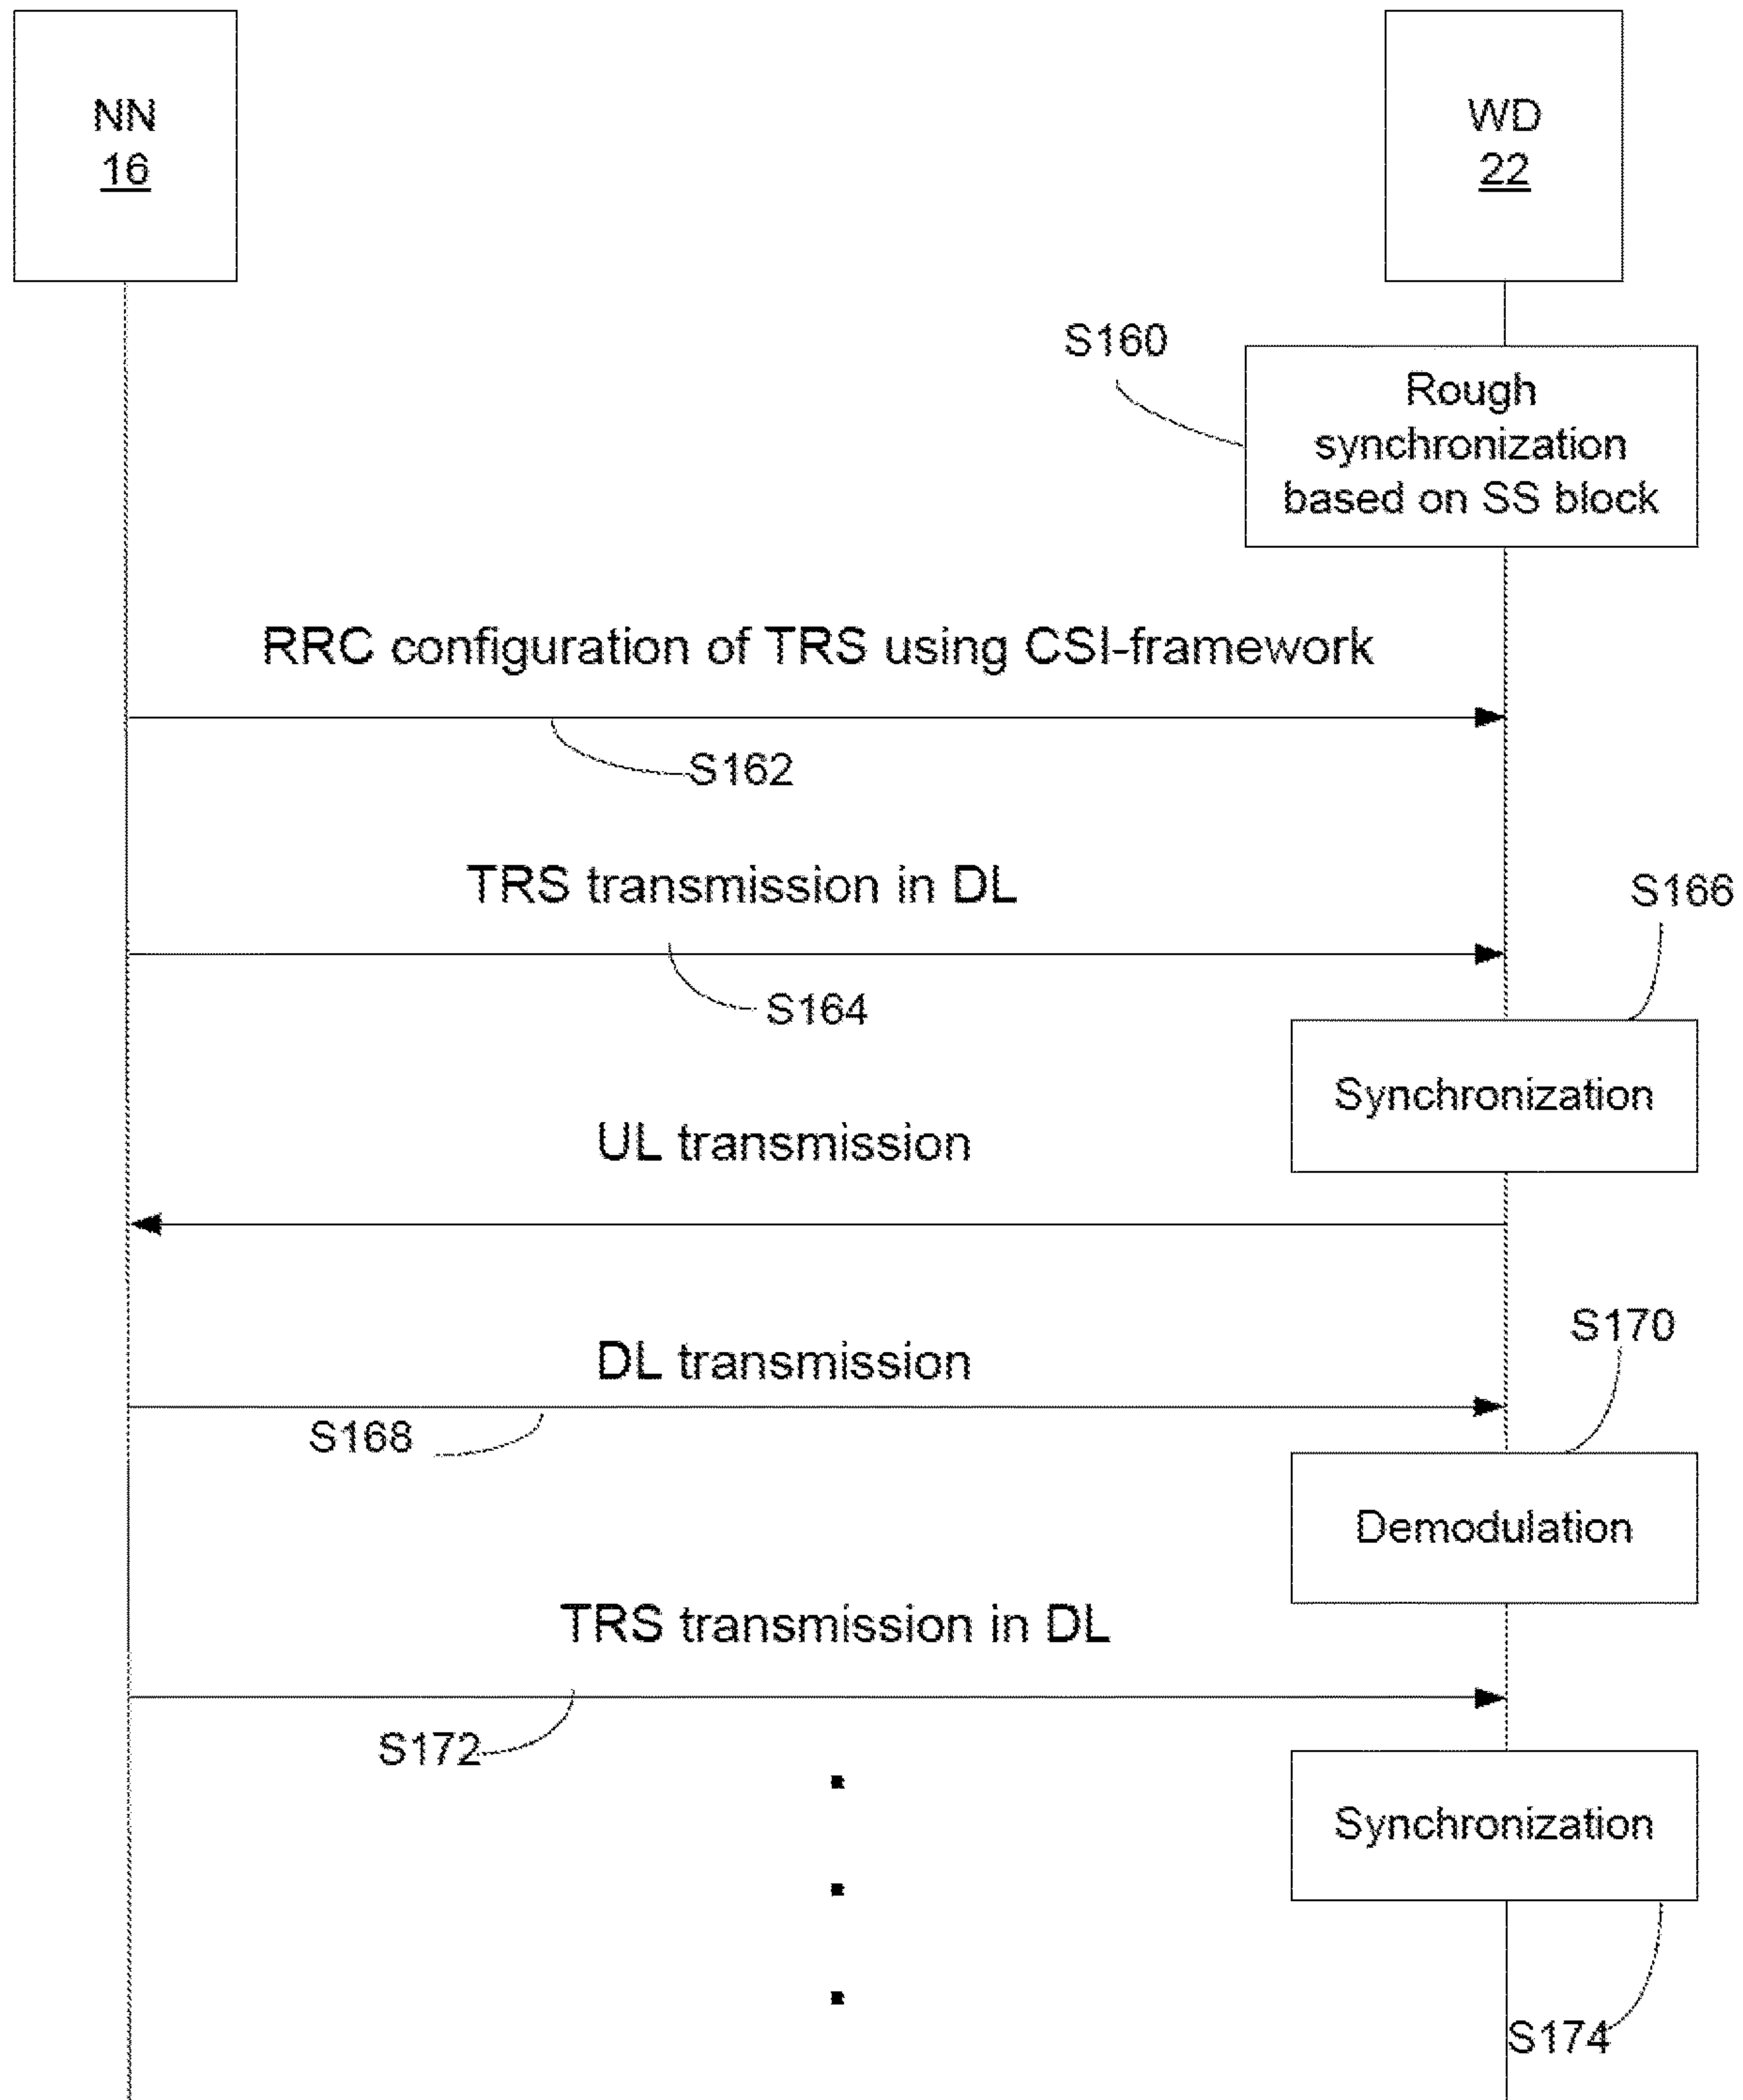 NN
16
WD
22
S160
Rough
synchronization
based on SS block
RRC configuration of TRS using CSI-framework
S162
TRS transmission in DL
S166
S164
Synchronization
UL transmission
S170
DL transmission
S168
Demodulation
TRS transmission in DL
S172
Synchronization
S174